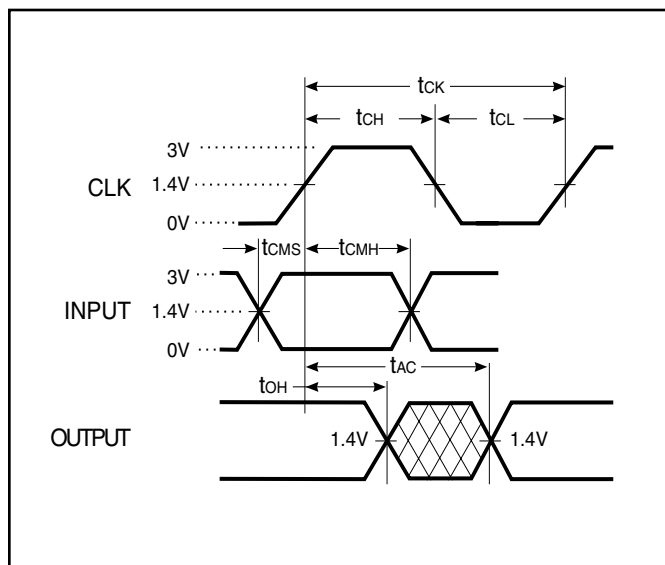 tCK
tCH tCL
3V
CLK 1.4V
0V
tCMS tCMH
3V
INPUT 1.4V
0V
tAC
tOH
OUTPUT 1.4V 1.4V